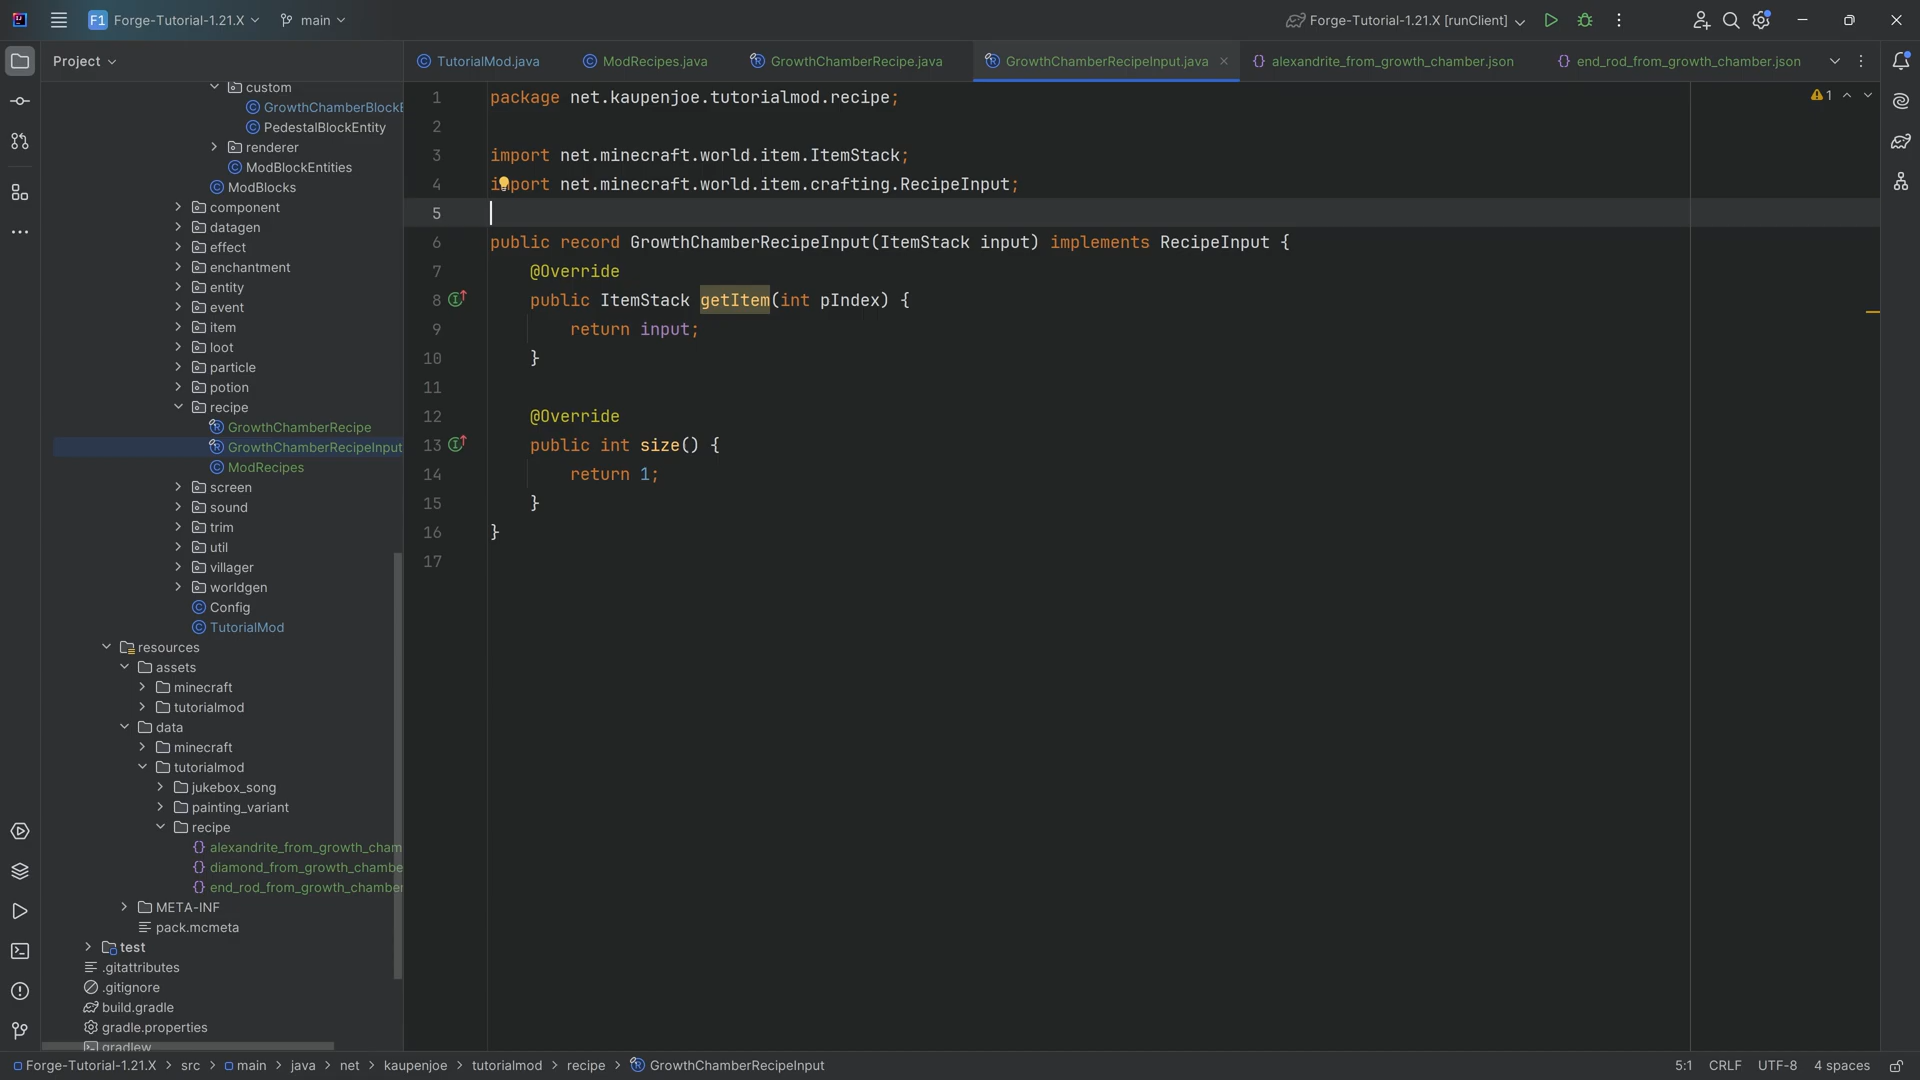 F1 Forge-Tutorial-1.21.X main Forge-Tutorial-1.21.X [runClient]
Project
TutorialMod.java ModRecipes.java GrowthChamberRecipe.java GrowthChamberRecipeInput.java alexandrite_from_growth_chamber.json end_rod_from_growth_chamber.json
custom
GrowthChamberBlockE
PedestalBlockEntity
renderer
ModBlockEntities
ModBlocks
component
datagen
effect
enchantment
entity
event
item
loot
particle
potion
recipe
GrowthChamberRecipe
GrowthChamberRecipeInput
ModRecipes
screen
sound
trim
util
villager
worldgen
Config
TutorialMod
resources
assets
minecraft
tutorialmod
data
minecraft
tutorialmod
jukebox_song
painting_variant
recipe
alexandrite_from_growth_cham
diamond_from_growth_chambe
end_rod_from_growth_chamber
META-INF
pack.mcmeta
test
.gitattributes
.gitignore
build.gradle
gradle.properties
gradlew
1 package net.kaupenjoe.tutorialmod.recipe;
2
3 import net.minecraft.world.item.ItemStack;
4 import net.minecraft.world.item.crafting.RecipeInput;
5
6 public record GrowthChamberRecipeInput(ItemStack input) implements RecipeInput {
7 @Override
8 public ItemStack getItem(int pIndex) {
9 return input;
10 }
11
12 @Override
13 public int size() {
14 return 1;
15 }
16 }
17
1
Forge-Tutorial-1.21.X > src > main > java > net > kaupenjoe > tutorialmod > recipe > GrowthChamberRecipeInput 5:1 CRLF UTF-8 4 spaces